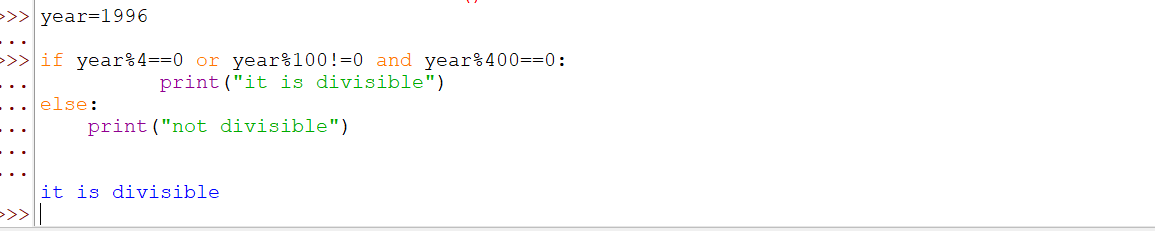 >>> year=1996
...
>>> if year%4==0 or year%100!=0 and year%400==0:
...           print("it is divisible")
... else:
...     print("not divisible")
...
...
it is divisible
>>>